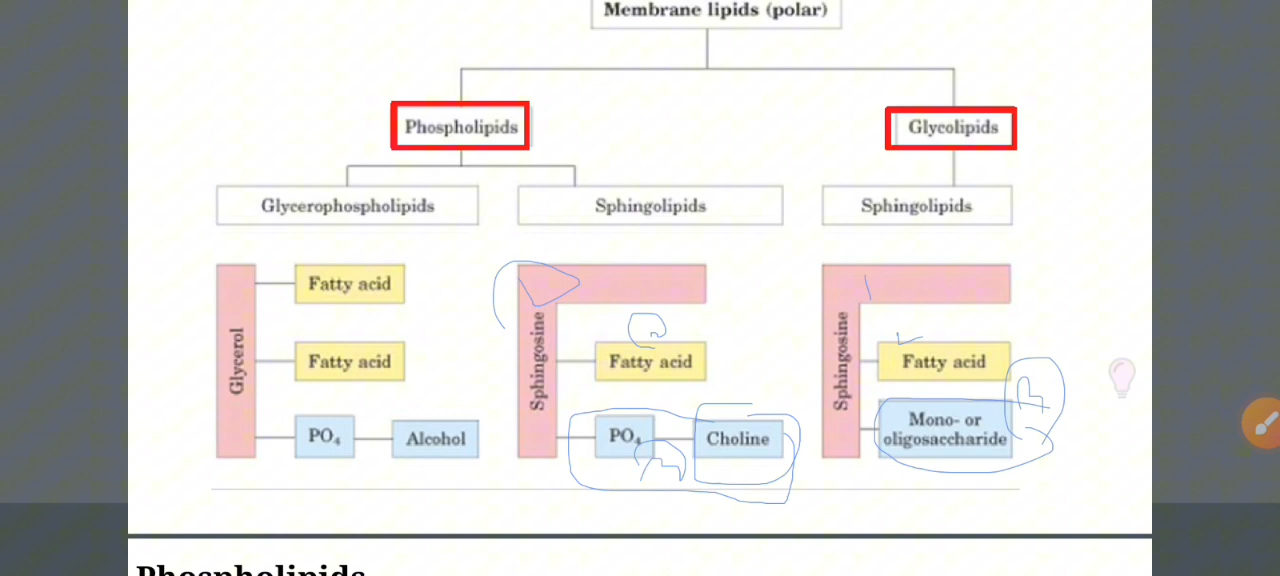 Membrane lipids (polar)
Phospholipids
Glycolipids
Glycerophospholipids
Sphingolipids
Sphingolipids
Glycerol
Fatty acid
Fatty acid
PO4
Alcohol
Sphingosine
Fatty acid
PO4
Choline
Sphingosine
Fatty acid
Mono- or
oligosaccharide
Phospholipids